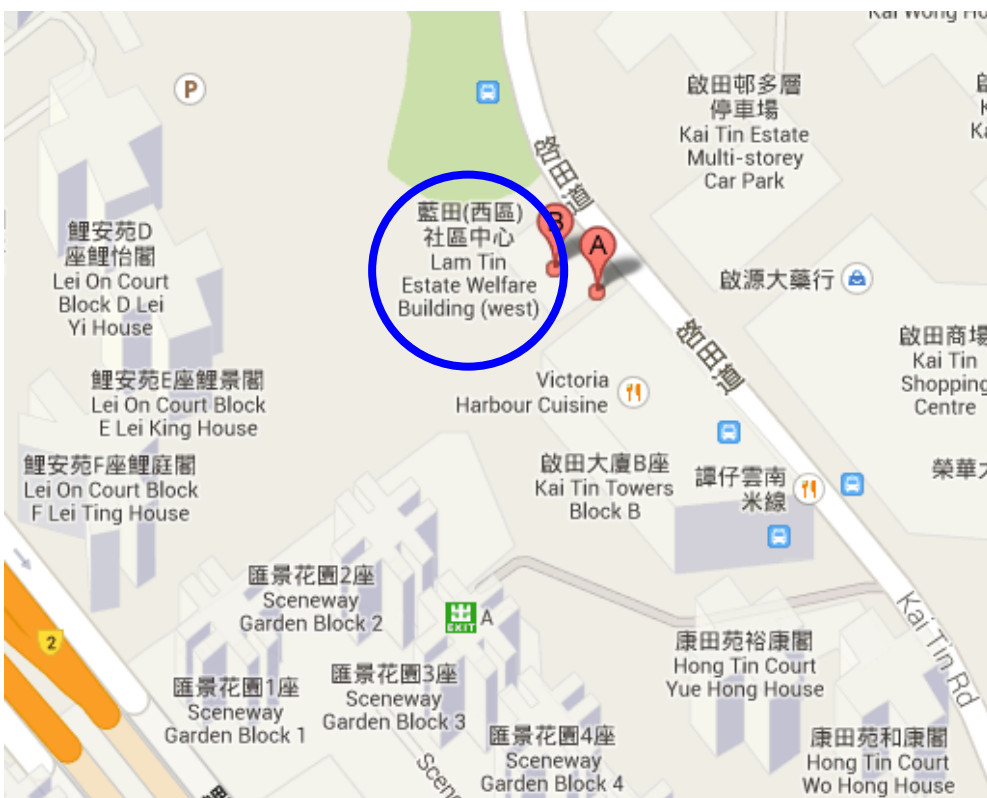 P
啟田邨多層
停車場
Kai Tin Estate
Multi-storey
Car Park
啟田道
鯉安苑D
座鯉怡閣
Lei On Court
Block D Lei
Yi House
藍田(西區)
社區中心
Lam Tin
Estate Welfare
Building (west)
B
A
啟源大藥行
啟田道
啟田商場
Kai Tin
Shopping
Centre
鯉安苑E座鯉景閣
Lei On Court Block
E Lei King House
Victoria
Harbour Cuisine
鯉安苑F座鯉庭閣
Lei On Court Block
F Lei Ting House
啟田大廈B座
Kai Tin Towers
Block B
譚仔雲南
米線
榮華
匯景花園2座
Sceneway
Garden Block 2
出
EXIT
A
2
Kai Tin Rd
康田苑裕康閣
Hong Tin Court
Yue Hong House
匯景花園1座
Sceneway
Garden Block 1
匯景花園3座
Sceneway
Garden Block 3
匯景花園4座
Sceneway
Garden Block 4
康田苑和康閣
Hong Tin Court
Wo Hong House